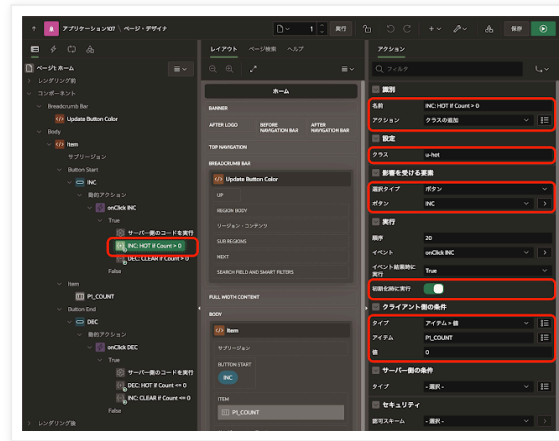 アプリケーション107 \ ページ・デザイナ
1
実行
保存
ページ1: ホーム
レンダリング前
コンポーネント
Breadcrumb Bar
Update Button Color
Body
Item
サブリージョン
Button Start
INC
動的アクション
onClick INC
True
サーバー側のコードを実行
INC: HOT if Count > 0
DEC: CLEAR if Count > 0
False
Item
P1_COUNT
Button End
DEC
動的アクション
onClick DEC
True
サーバー側のコードを実行
DEC: HOT if Count <= 0
INC: CLEAR if Count <= 0
False
レンダリング後
レイアウト ページ検索 ヘルプ
ホーム
BANNER
AFTER LOGO
BEFORE NAVIGATION BAR
AFTER NAVIGATION BAR
TOP NAVIGATION
BREADCRUMB BAR
Update Button Color
UP
REGION BODY
リージョン・コンテンツ
SUB REGIONS
NEXT
SEARCH FIELD AND SMART FILTERS
FULL WIDTH CONTENT
BODY
Item
サブリージョン
BUTTON START
INC
ITEM
P1_COUNT
アクション
フィルタ
識別
名前 INC: HOT if Count > 0
アクション クラスの追加
設定
クラス u-hot
影響を受ける要素
選択タイプ ボタン
ボタン INC
実行
順序 20
イベント onClick INC
イベント結果時に実行 True
初期化時に実行
クライアント側の条件
タイプ アイテム > 値
アイテム P1_COUNT
値 0
サーバー側の条件
タイプ - 選択 -
セキュリティ
認可スキーム - 選択 -